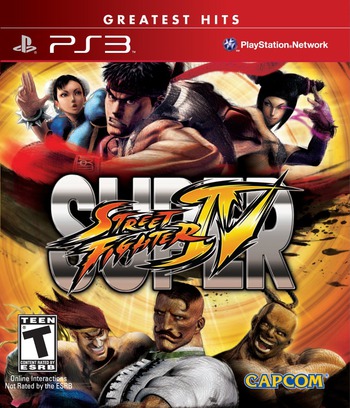 GREATEST HITS
PS3
PlayStation®Network
SUPER
STREET
FIGHTER IV
TEEN
T
CONTENT RATED BY
ESRB
Online Interactions
Not Rated by the ESRB
CAPCOM